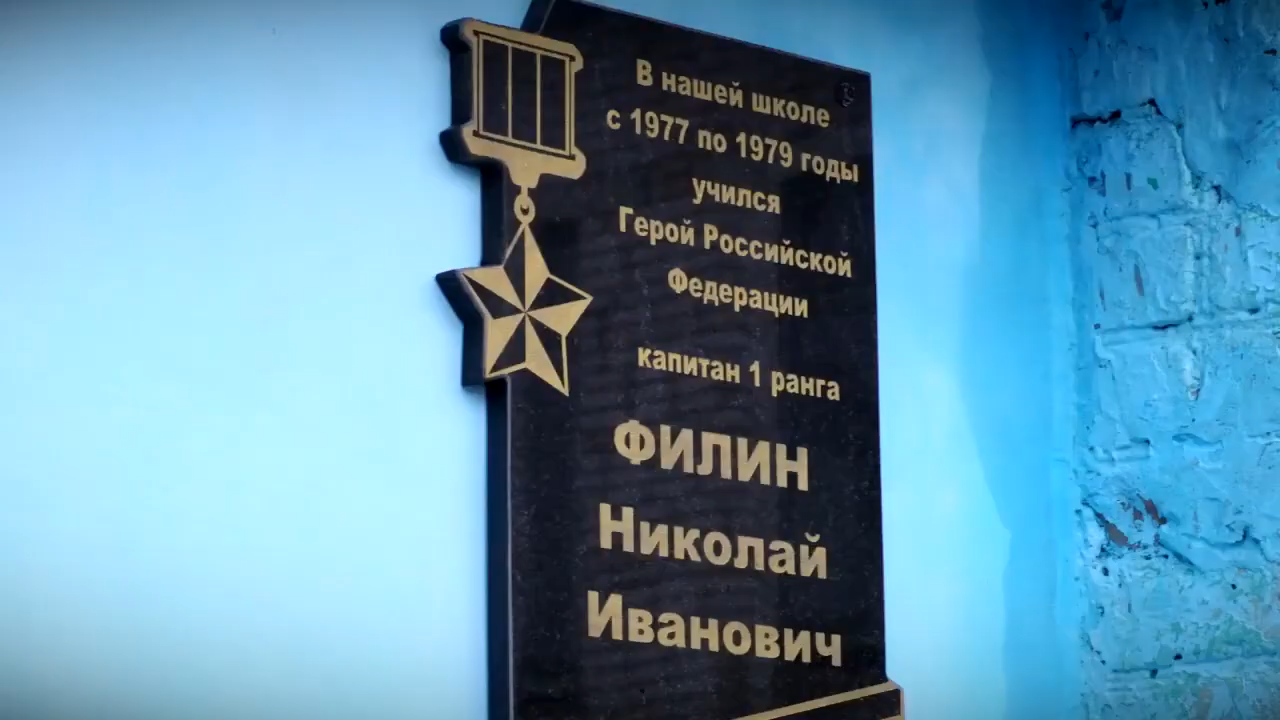 В нашей школе
с 1977 по 1979 годы
учился
Герой Российской
Федерации
капитан 1 ранга
ФИЛИН
Николай
Иванович